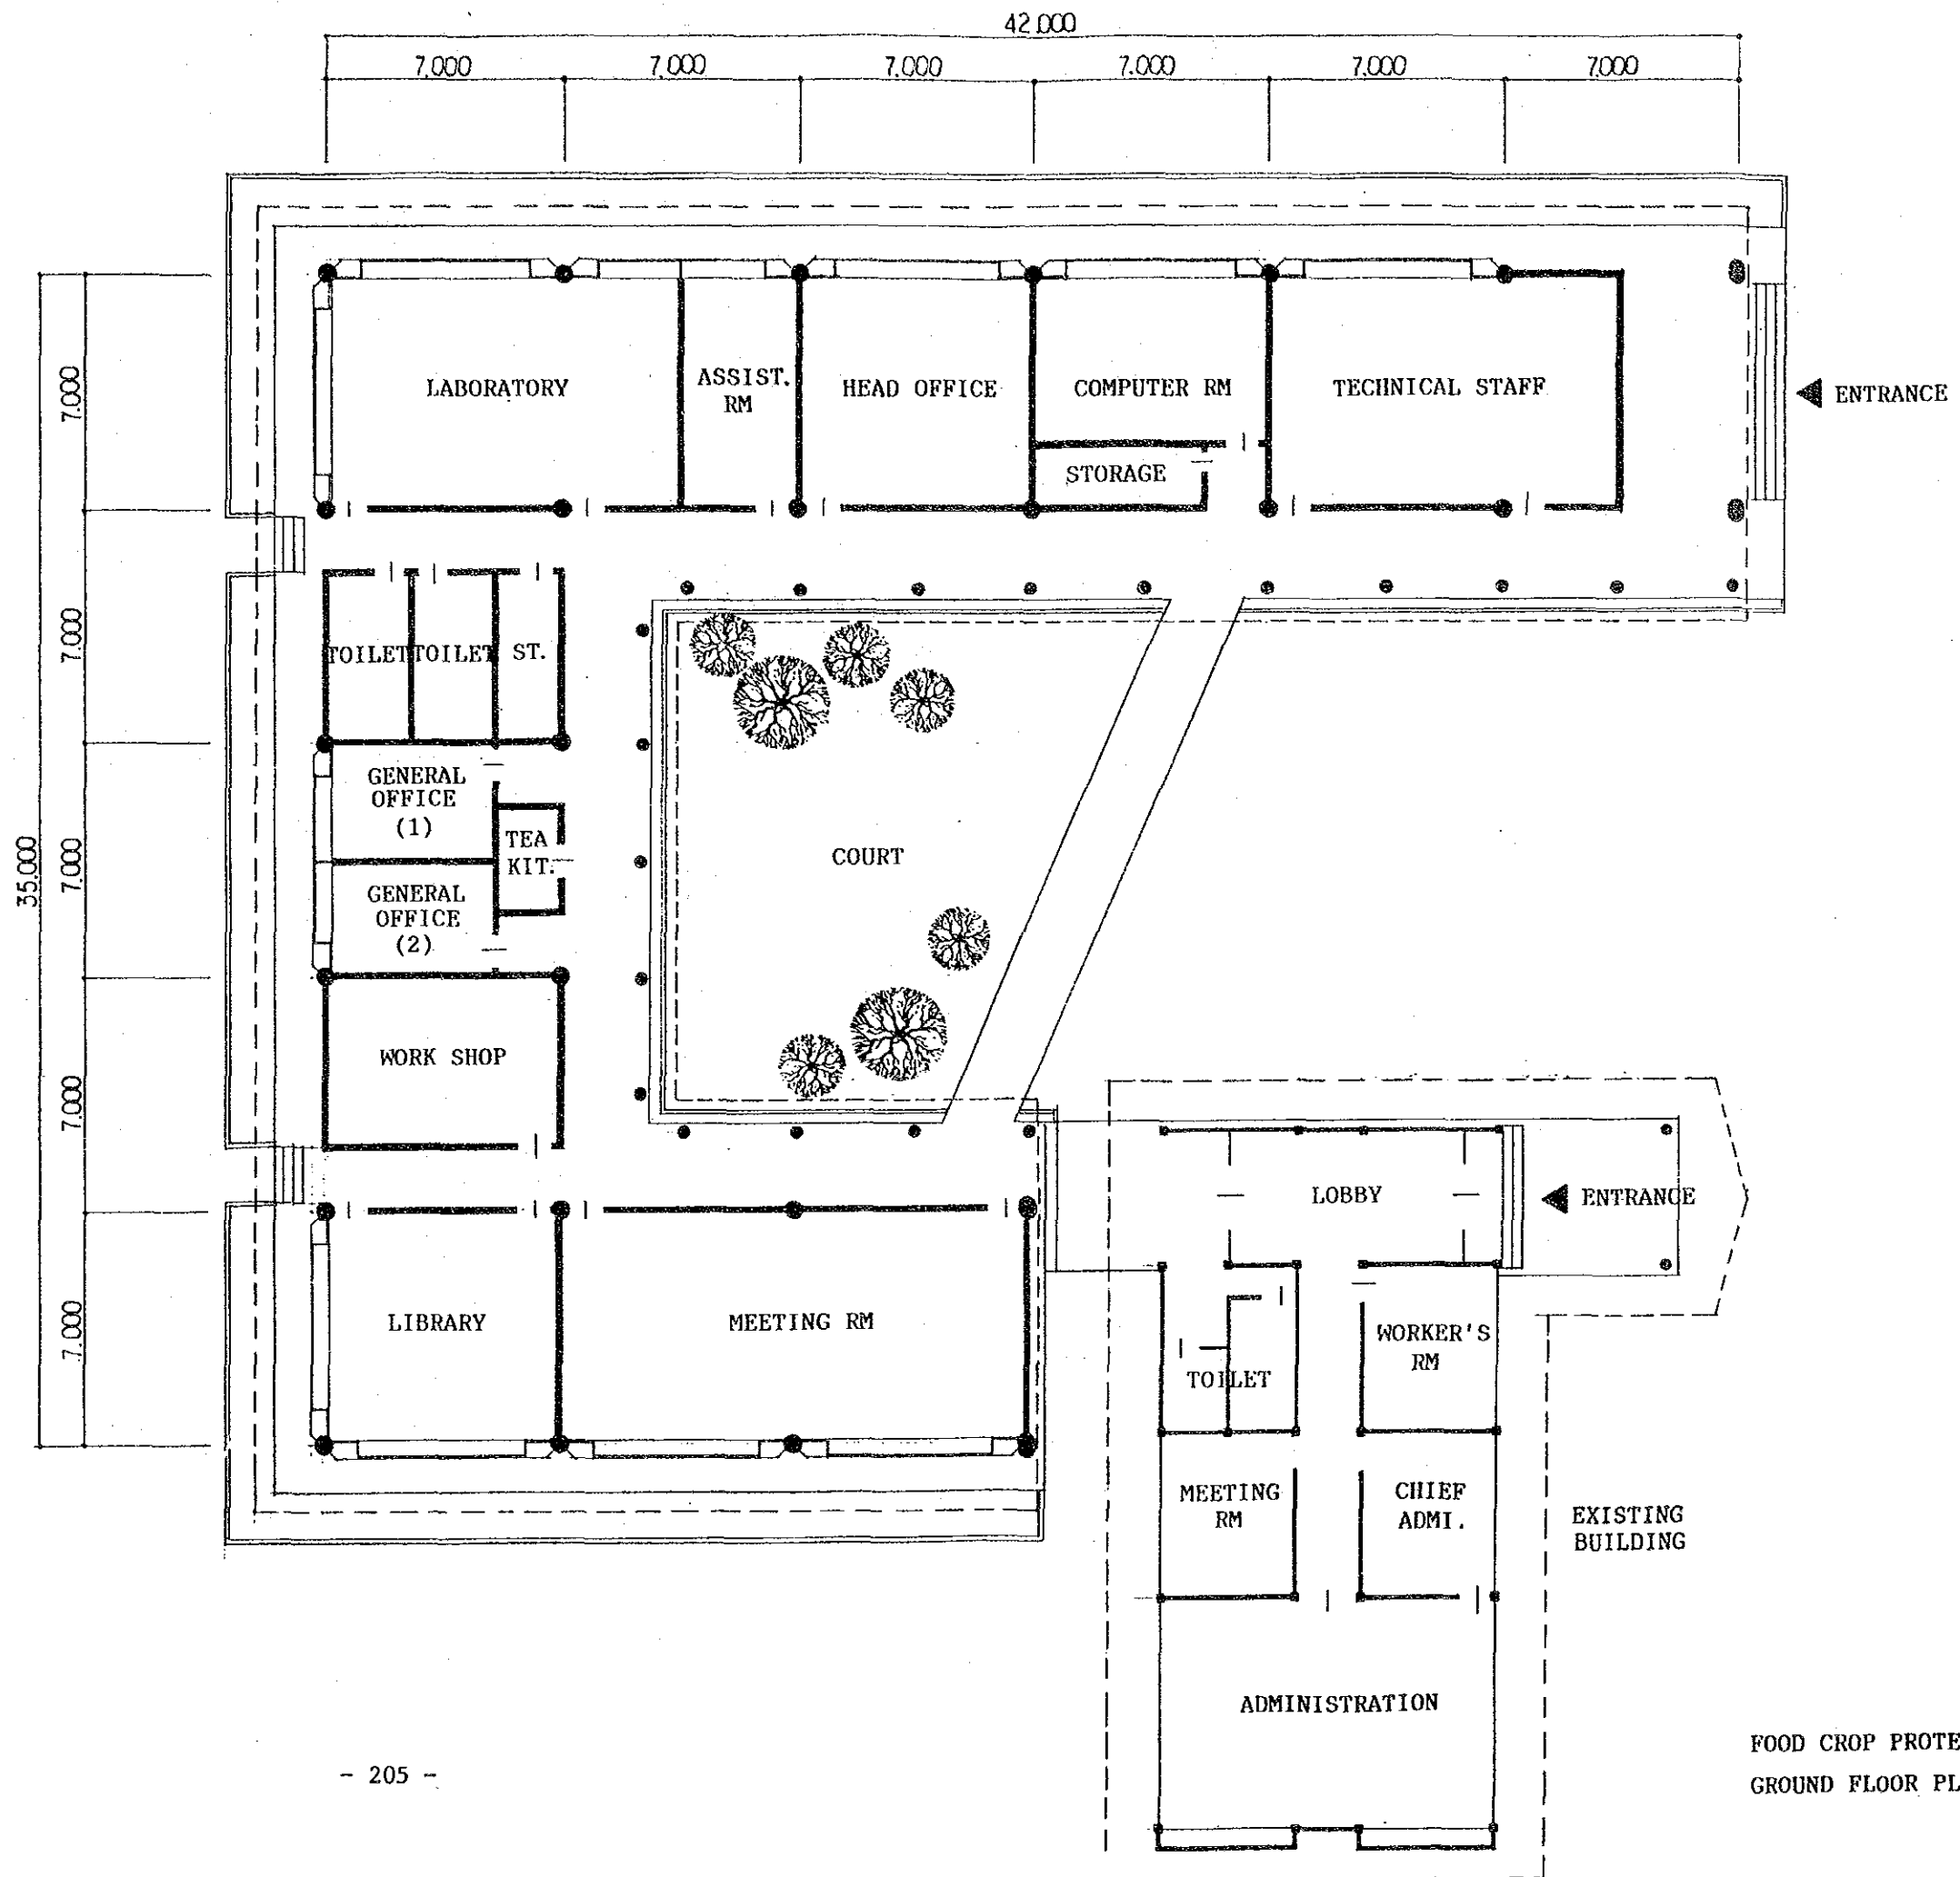 42.000
7.000 7.000 7.000 7.000 7.000 7.000
LABORATORY
ASSIST.
RM
HEAD OFFICE
COMPUTER RM
TECHNICAL STAFF
ENTRANCE
STORAGE
7.000
7.000
7.000
7.000
7.000
35.000
TOILET
TOILET
ST.
GENERAL
OFFICE
(1)
TEA
KIT.
GENERAL
OFFICE
(2)
COURT
WORK SHOP
LIBRARY
MEETING RM
LOBBY
ENTRANCE
WORKER'S
RM
TOILET
MEETING
RM
CHIEF
ADMI.
EXISTING
BUILDING
ADMINISTRATION
FOOD CROP PROTE
GROUND FLOOR PL
- 205 -